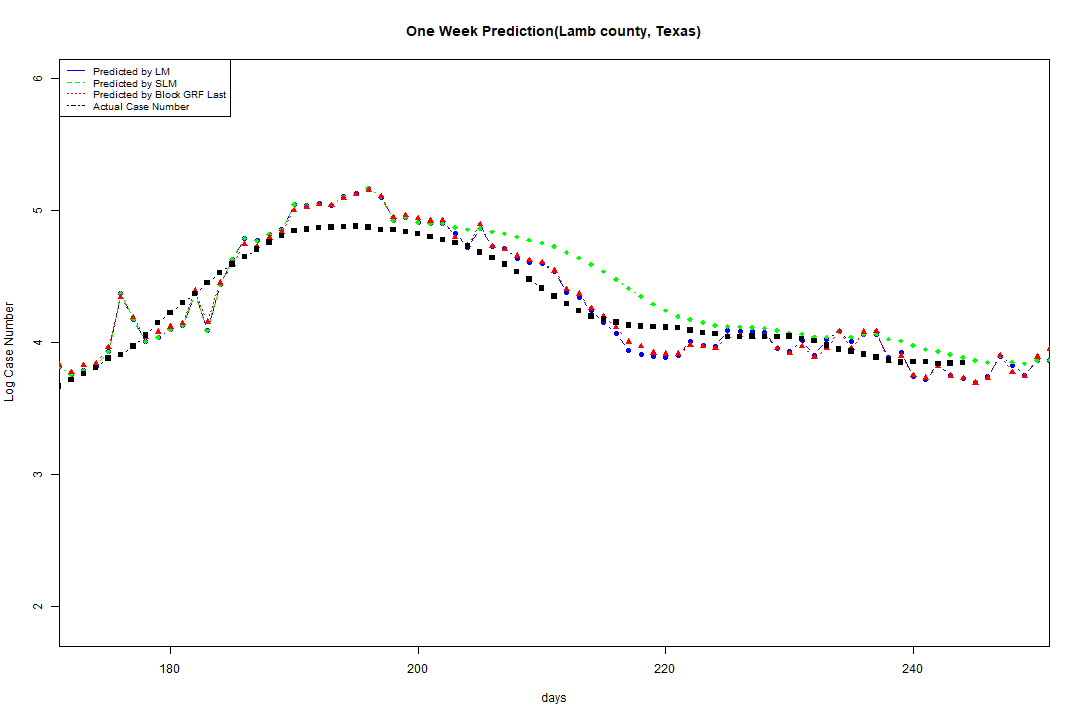 One Week Prediction(Lamb county, Texas)
Predicted by LM
Predicted by SLM
Predicted by Block GRF Last
Actual Case Number
6
5
4
3
2
Log Case Number
180 200 220 240
days